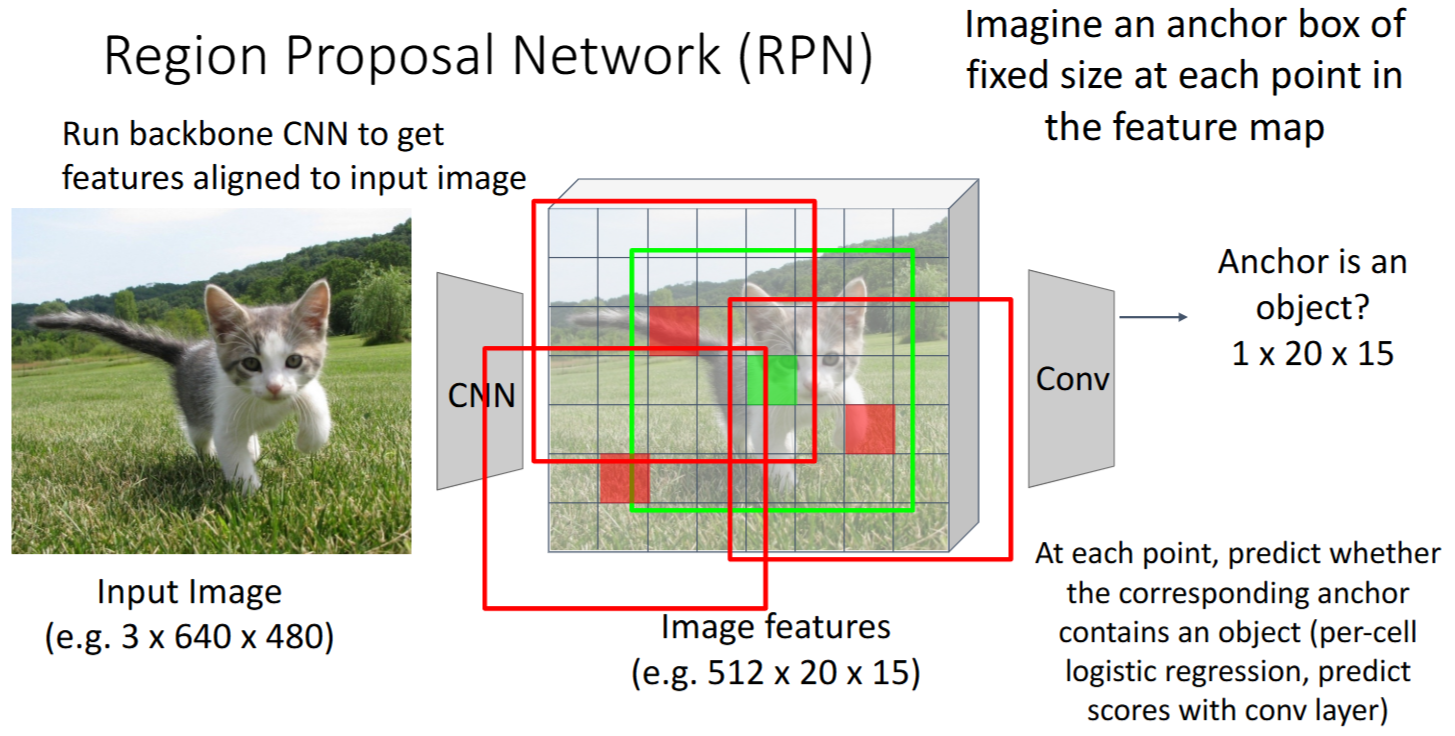 Region Proposal Network (RPN)
Imagine an anchor box of
fixed size at each point in
the feature map
Run backbone CNN to get
features aligned to input image
CNN
Conv
Anchor is an
object?
1 x 20 x 15
Input Image
(e.g. 3 x 640 x 480)
Image features
(e.g. 512 x 20 x 15)
At each point, predict whether
the corresponding anchor
contains an object (per-cell
logistic regression, predict
scores with conv layer)